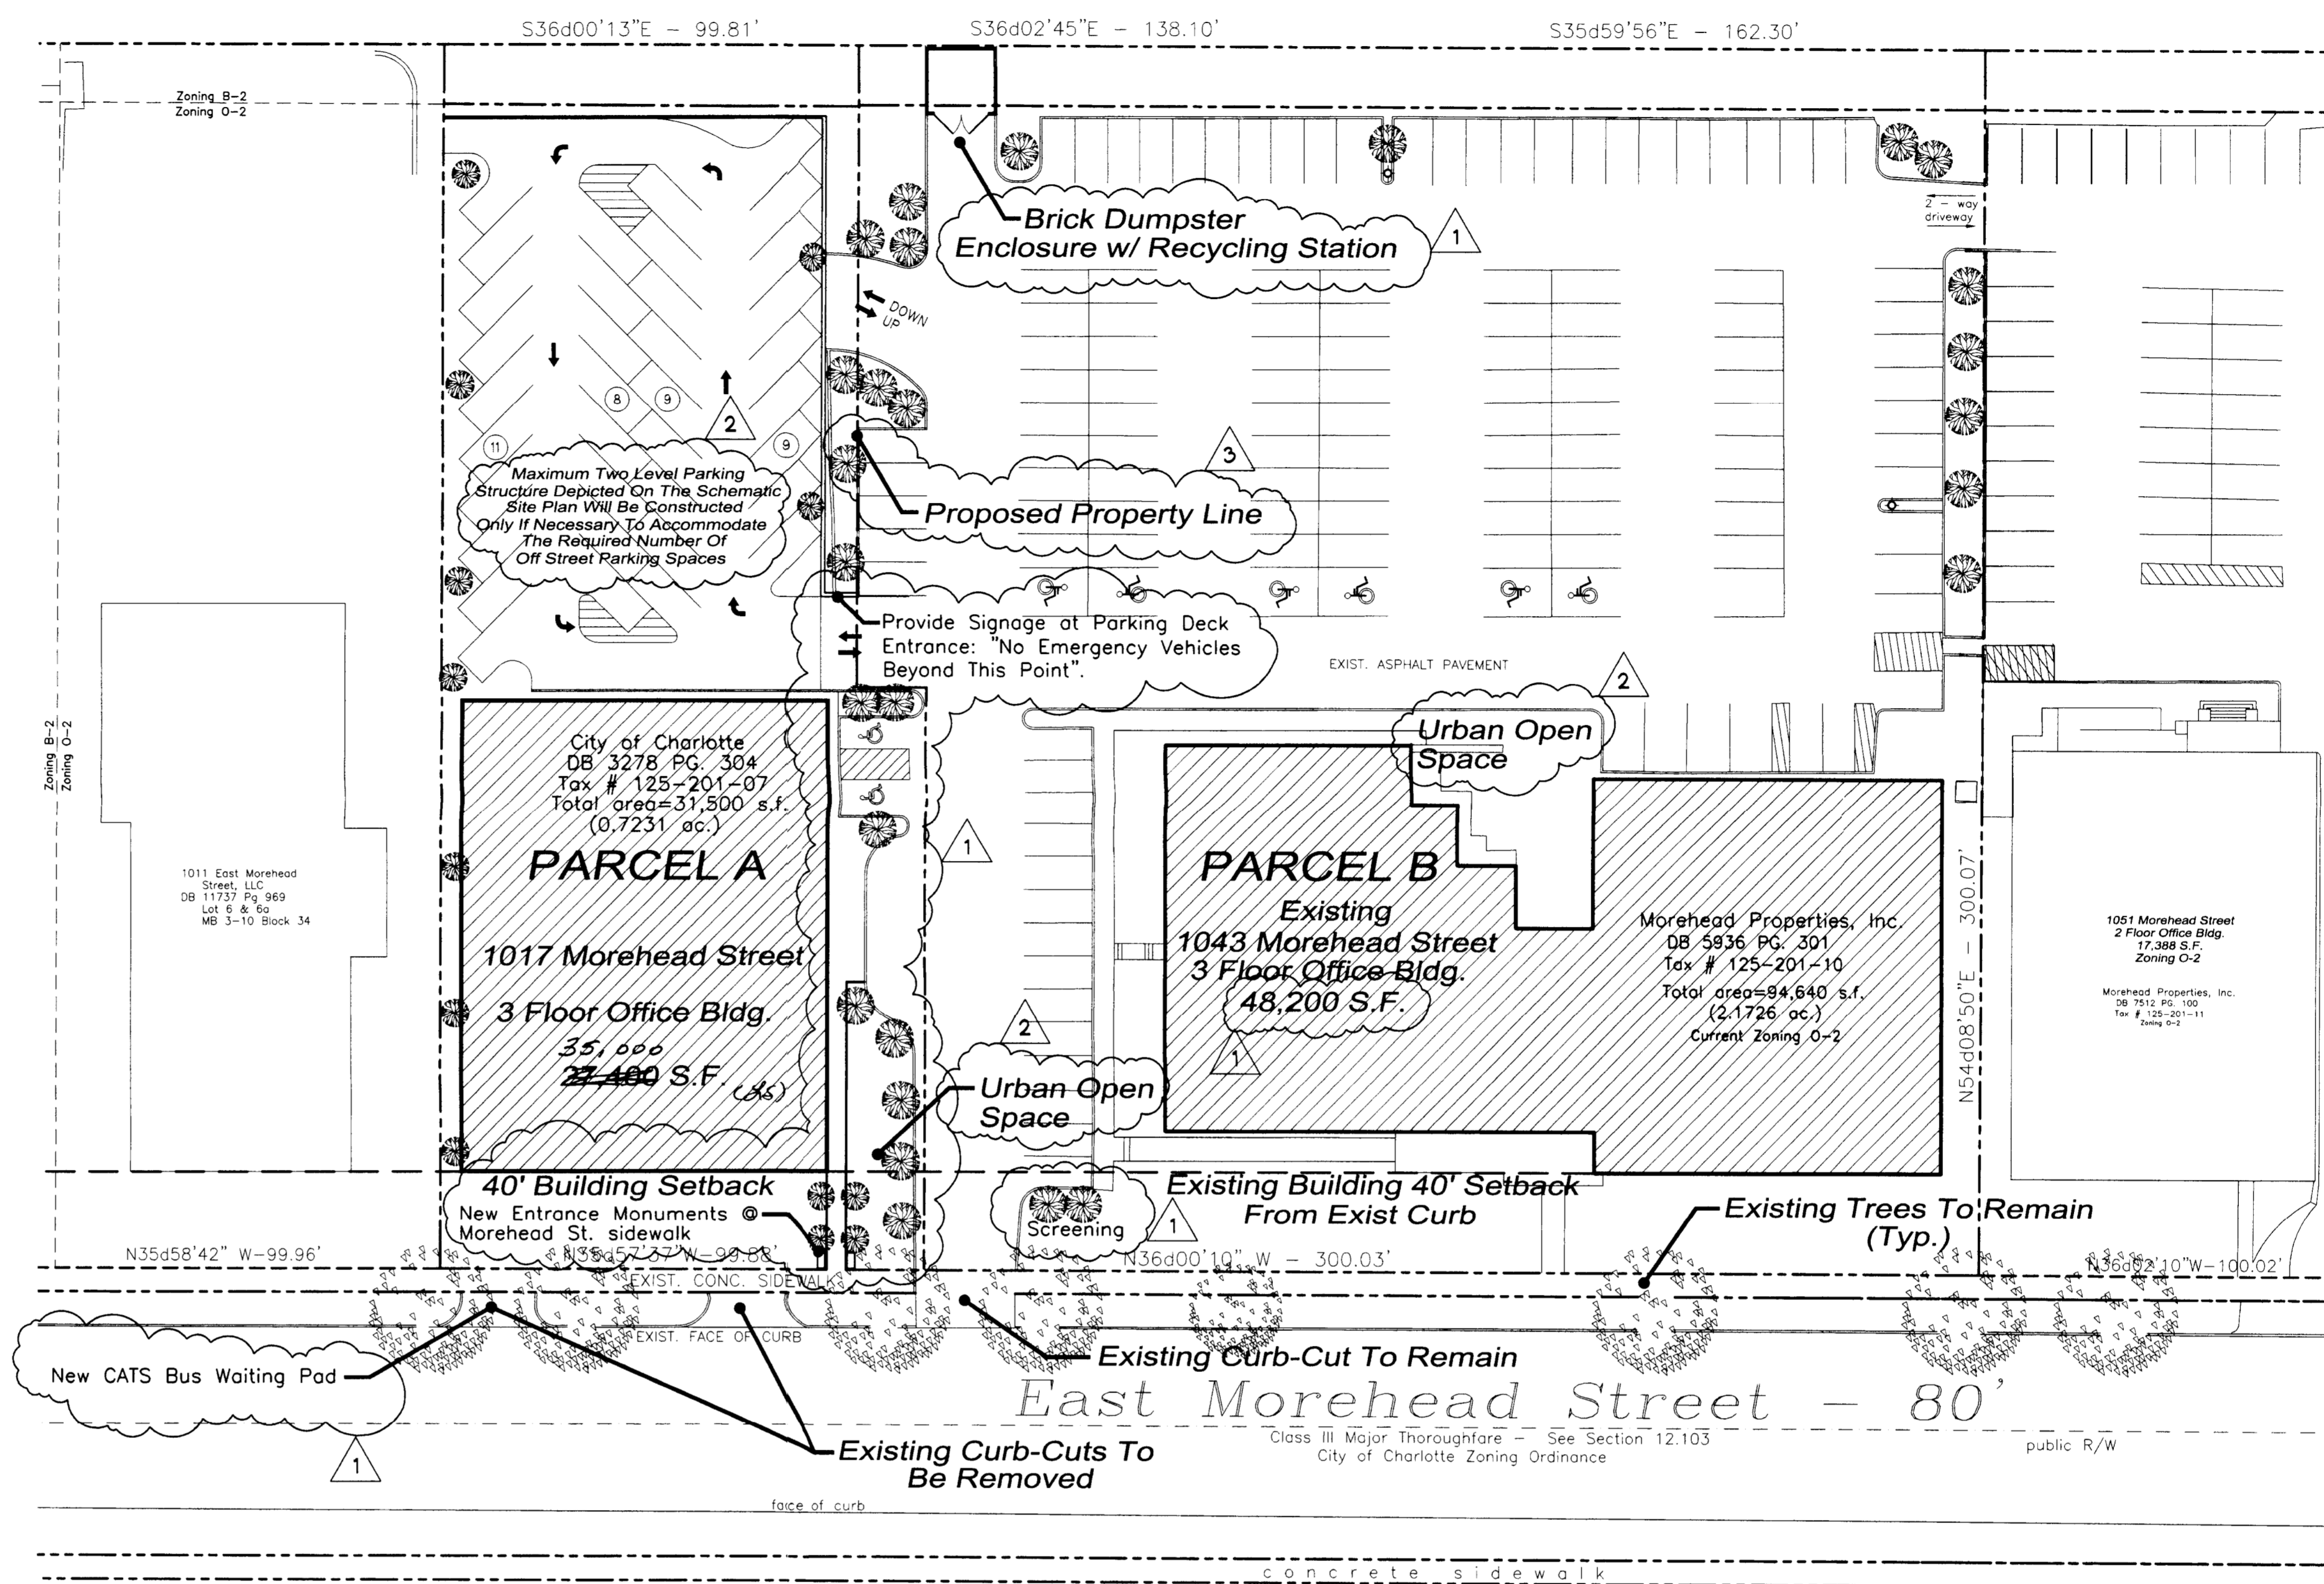 S36d00'13"E – 99.81'
S36d02'45"E – 138.10'
S35d59'56"E – 162.30'
Zoning B–2
Zoning O–2
2 – way
driveway
Brick Dumpster
Enclosure w/ Recycling Station
1
DOWN
UP
8
9
2
11
9
3
Maximum Two Level Parking
Structure Depicted On The Schematic
Site Plan Will Be Constructed
Only If Necessary To Accommodate
The Required Number Of
Off Street Parking Spaces
Proposed Property Line
Provide Signage at Parking Deck
Entrance: "No Emergency Vehicles
Beyond This Point".
EXIST. ASPHALT PAVEMENT
2
Urban Open
Space
Zoning B–2
Zoning O–2
City of Charlotte
DB 3278 PG. 304
Tax # 125–201–07
Total area=31,500 s.f.
(0.7231 ac.)
PARCEL A
1017 Morehead Street
3 Floor Office Bldg.
35,000
27,400 S.F.
1
1011 East Morehead
Street, LLC
DB 11737 Pg 969
Lot 6 & 6a
MB 3–10 Block 34
PARCEL B
Existing
1043 Morehead Street
3 Floor Office Bldg.
48,200 S.F.
1
Morehead Properties, Inc.
DB 5936 PG. 301
Tax # 125–201–10
Total area=94,640 s.f.
(2.1726 ac.)
Current Zoning O–2
N54d08'50"E – 300.07'
1051 Morehead Street
2 Floor Office Bldg.
17,388 S.F.
Zoning O-2
Morehead Properties, Inc.
DB 7512 PG. 100
Tax # 125–201–11
Zoning O–2
2
Urban Open
Space
40' Building Setback
New Entrance Monuments @
Morehead St. sidewalk
Screening
1
Existing Building 40' Setback
From Exist Curb
Existing Trees To Remain
(Typ.)
N35d58'42" W–99.96'
N35d57'37"W–99.88'
N36d00'10" W – 300.03'
N36d02'10"W–100.02'
EXIST. CONC. SIDEWALK
EXIST. FACE OF CURB
New CATS Bus Waiting Pad
1
Existing Curb-Cut To Remain
East Morehead Street – 80'
Class III Major Thoroughfare – See Section 12.103
City of Charlotte Zoning Ordinance
public R/W
Existing Curb-Cuts To
Be Removed
face of curb
concrete sidewalk